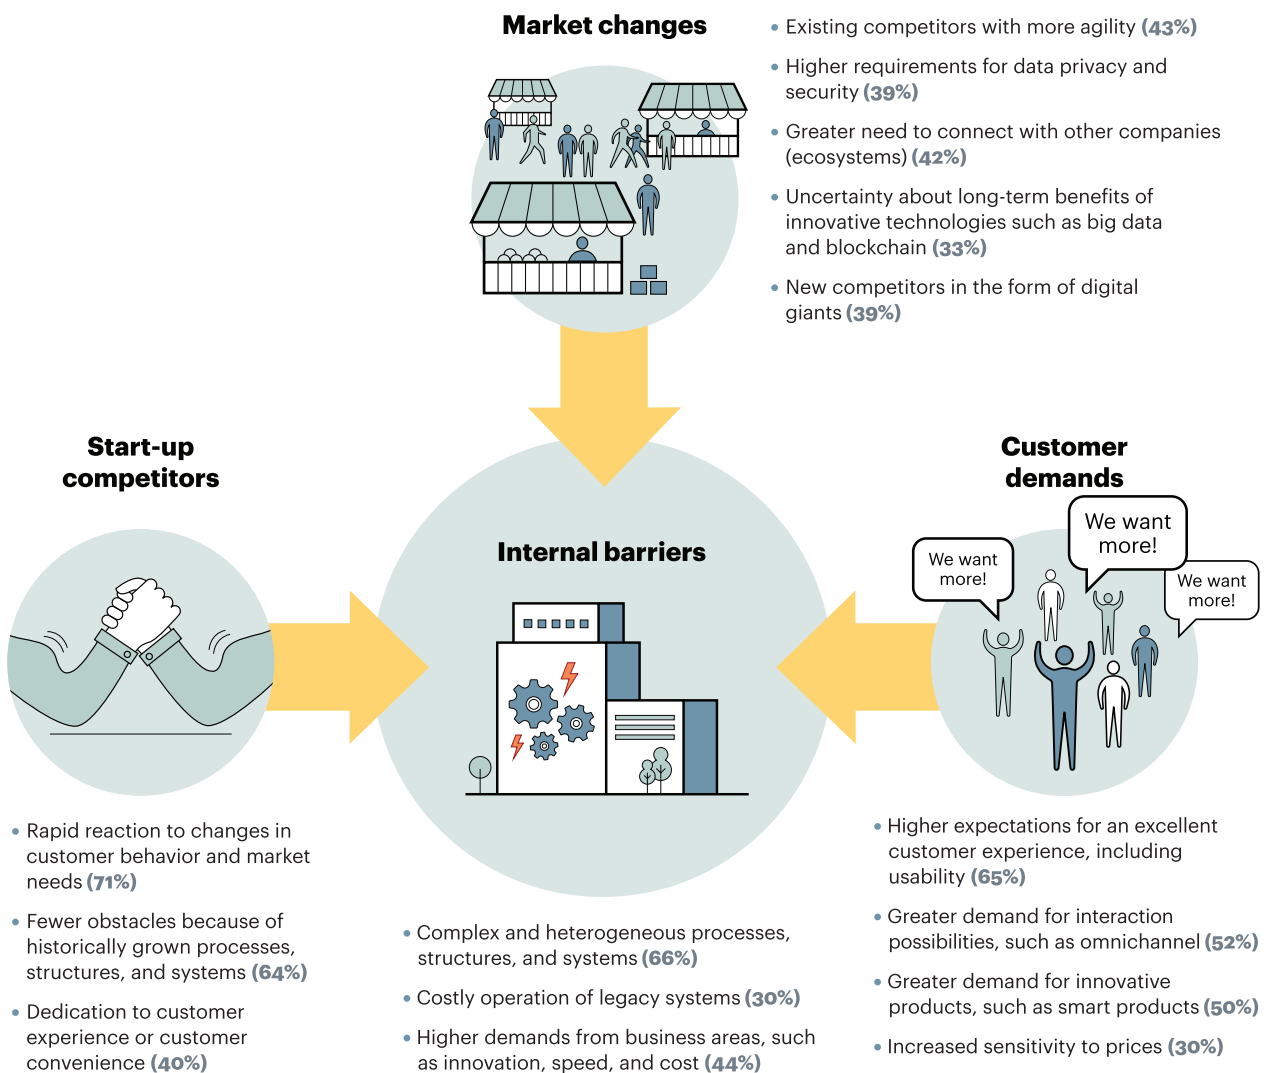 Market changes
• Existing competitors with more agility (43%)
• Higher requirements for data privacy and
security (39%)
• Greater need to connect with other companies
(ecosystems) (42%)
• Uncertainty about long-term benefits of
innovative technologies such as big data
and blockchain (33%)
• New competitors in the form of digital
giants (39%)
Start-up
competitors
• Rapid reaction to changes in
customer behavior and market
needs (71%)
• Fewer obstacles because of
historically grown processes,
structures, and systems (64%)
• Dedication to customer
experience or customer
convenience (40%)
Internal barriers
• Complex and heterogeneous processes,
structures, and systems (66%)
• Costly operation of legacy systems (30%)
• Higher demands from business areas, such
as innovation, speed, and cost (44%)
Customer
demands
We want
more!
We want
more!
We want
more!
• Higher expectations for an excellent
customer experience, including
usability (65%)
• Greater demand for interaction
possibilities, such as omnichannel (52%)
• Greater demand for innovative
products, such as smart products (50%)
• Increased sensitivity to prices (30%)